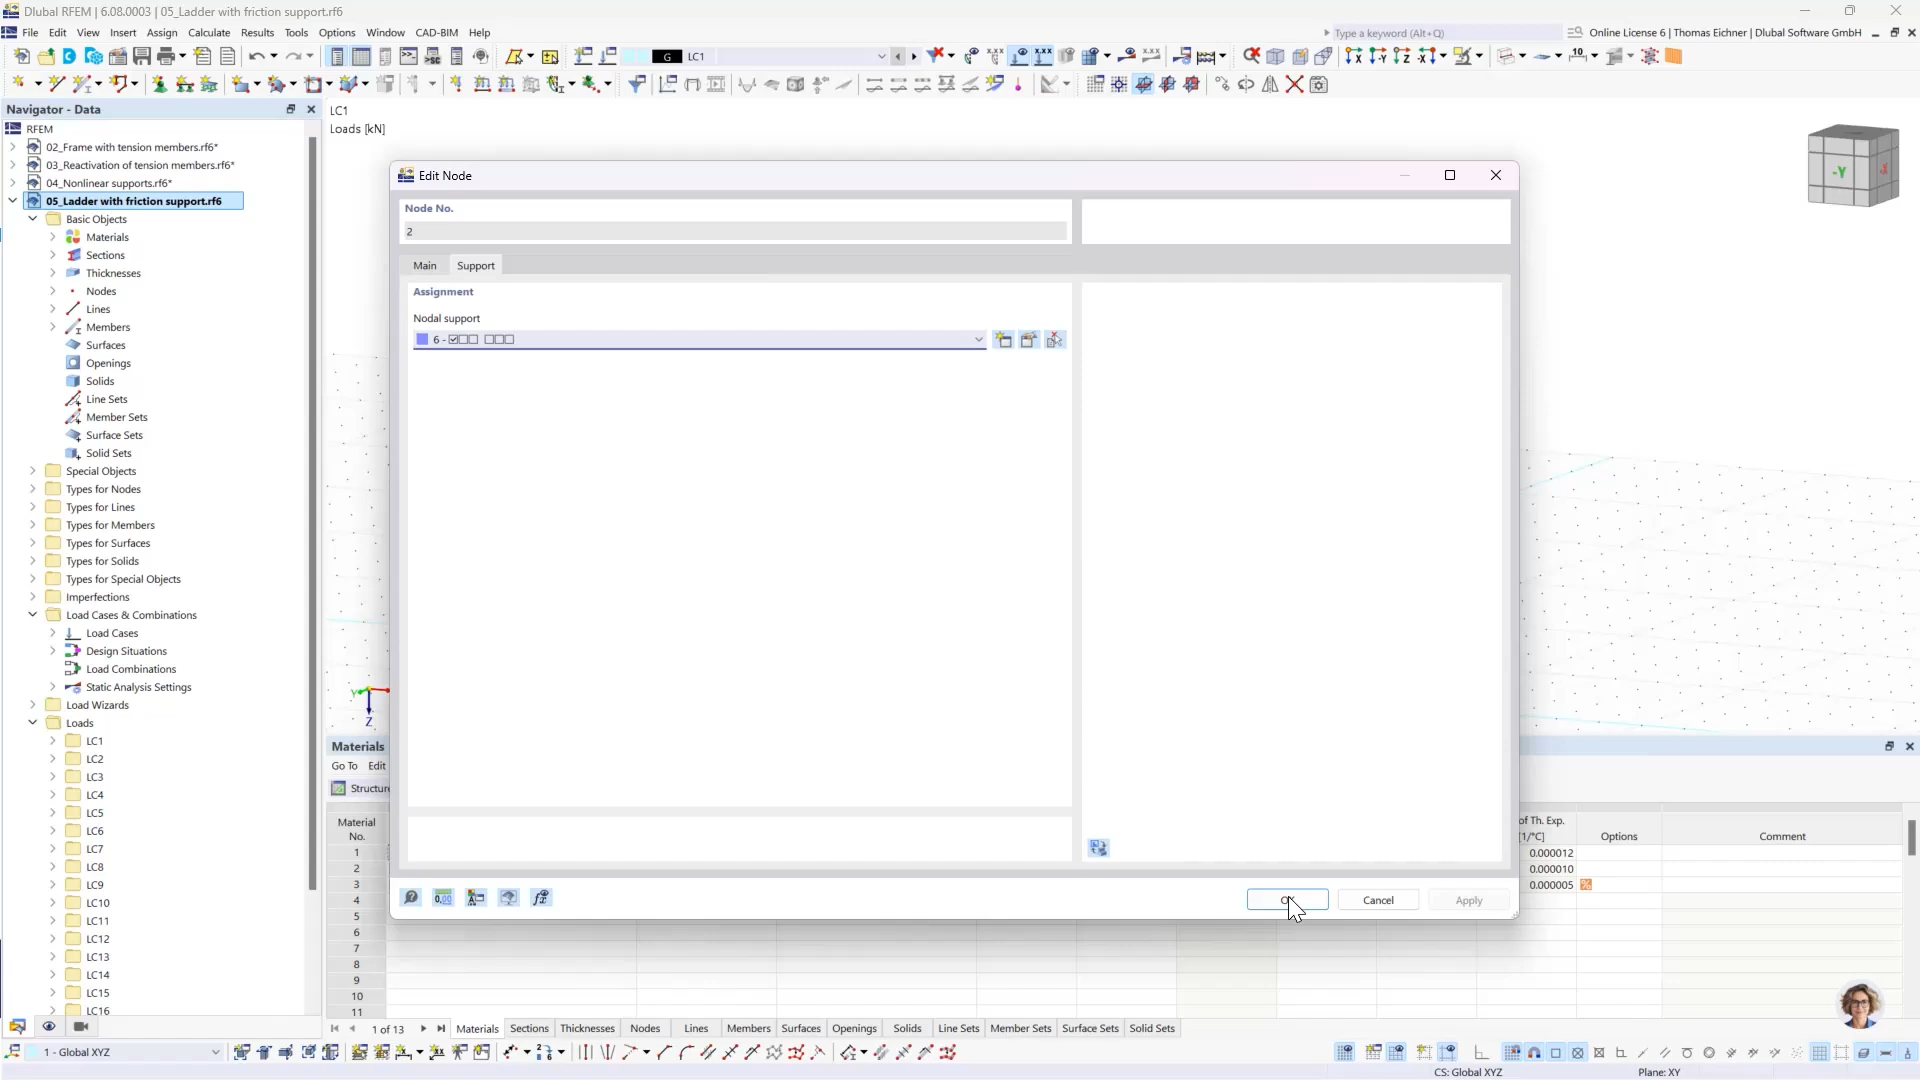 Dlubal RFEM | 6.08.0003 | 05_Ladder with friction support.rf6
File Edit View Insert Assign Calculate Results Tools Options Window CAD-BIM Help
Type a keyword (Alt+Q)
Online License 6 | Thomas Eichner | Dlubal Software GmbH
G LC1
Navigator - Data
RFEM
02_Frame with tension members.rf6*
03_Reactivation of tension members.rf6*
04_Nonlinear supports.rf6*
05_Ladder with friction support.rf6
Basic Objects
Materials
Sections
Thicknesses
Nodes
Lines
Members
Surfaces
Openings
Solids
Line Sets
Member Sets
Surface Sets
Solid Sets
Special Objects
Types for Nodes
Types for Lines
Types for Members
Types for Surfaces
Types for Solids
Types for Special Objects
Imperfections
Load Cases & Combinations
Load Cases
Design Situations
Load Combinations
Static Analysis Settings
Load Wizards
Loads
LC1
LC2
LC3
LC4
LC5
LC6
LC7
LC8
LC9
LC10
LC11
LC12
LC13
LC14
LC15
LC16
LC1
Loads [kN]
-Y
Edit Node
Node No.
2
Main Support
Assignment
Nodal support
6 -
OK Cancel Apply
Y
Z
Materials
Go To Edit
Structure
Material
No.
1
2
3
4
5
6
7
8
9
10
11
of Th. Exp.
[1/°C]
Options
Comment
0.000012
0.000010
0.000005
1 of 13 Materials Sections Thicknesses Nodes Lines Members Surfaces Openings Solids Line Sets Member Sets Surface Sets Solid Sets
1 - Global XYZ
CS: Global XYZ
Plane: XY